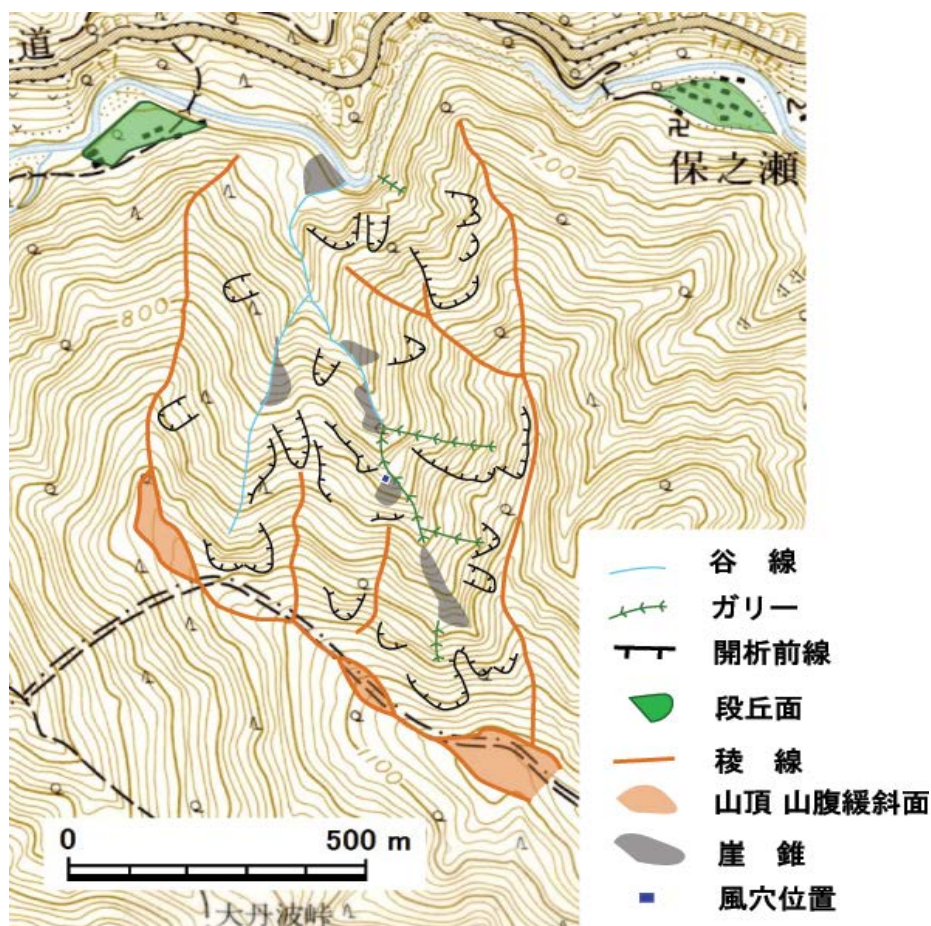 道
保之瀬
700
800
1100
谷 線
ガリー
開析前線
段丘面
稜 線
山頂 山腹緩斜面
崖 錐
風穴位置
0 500 m
大丹波峠